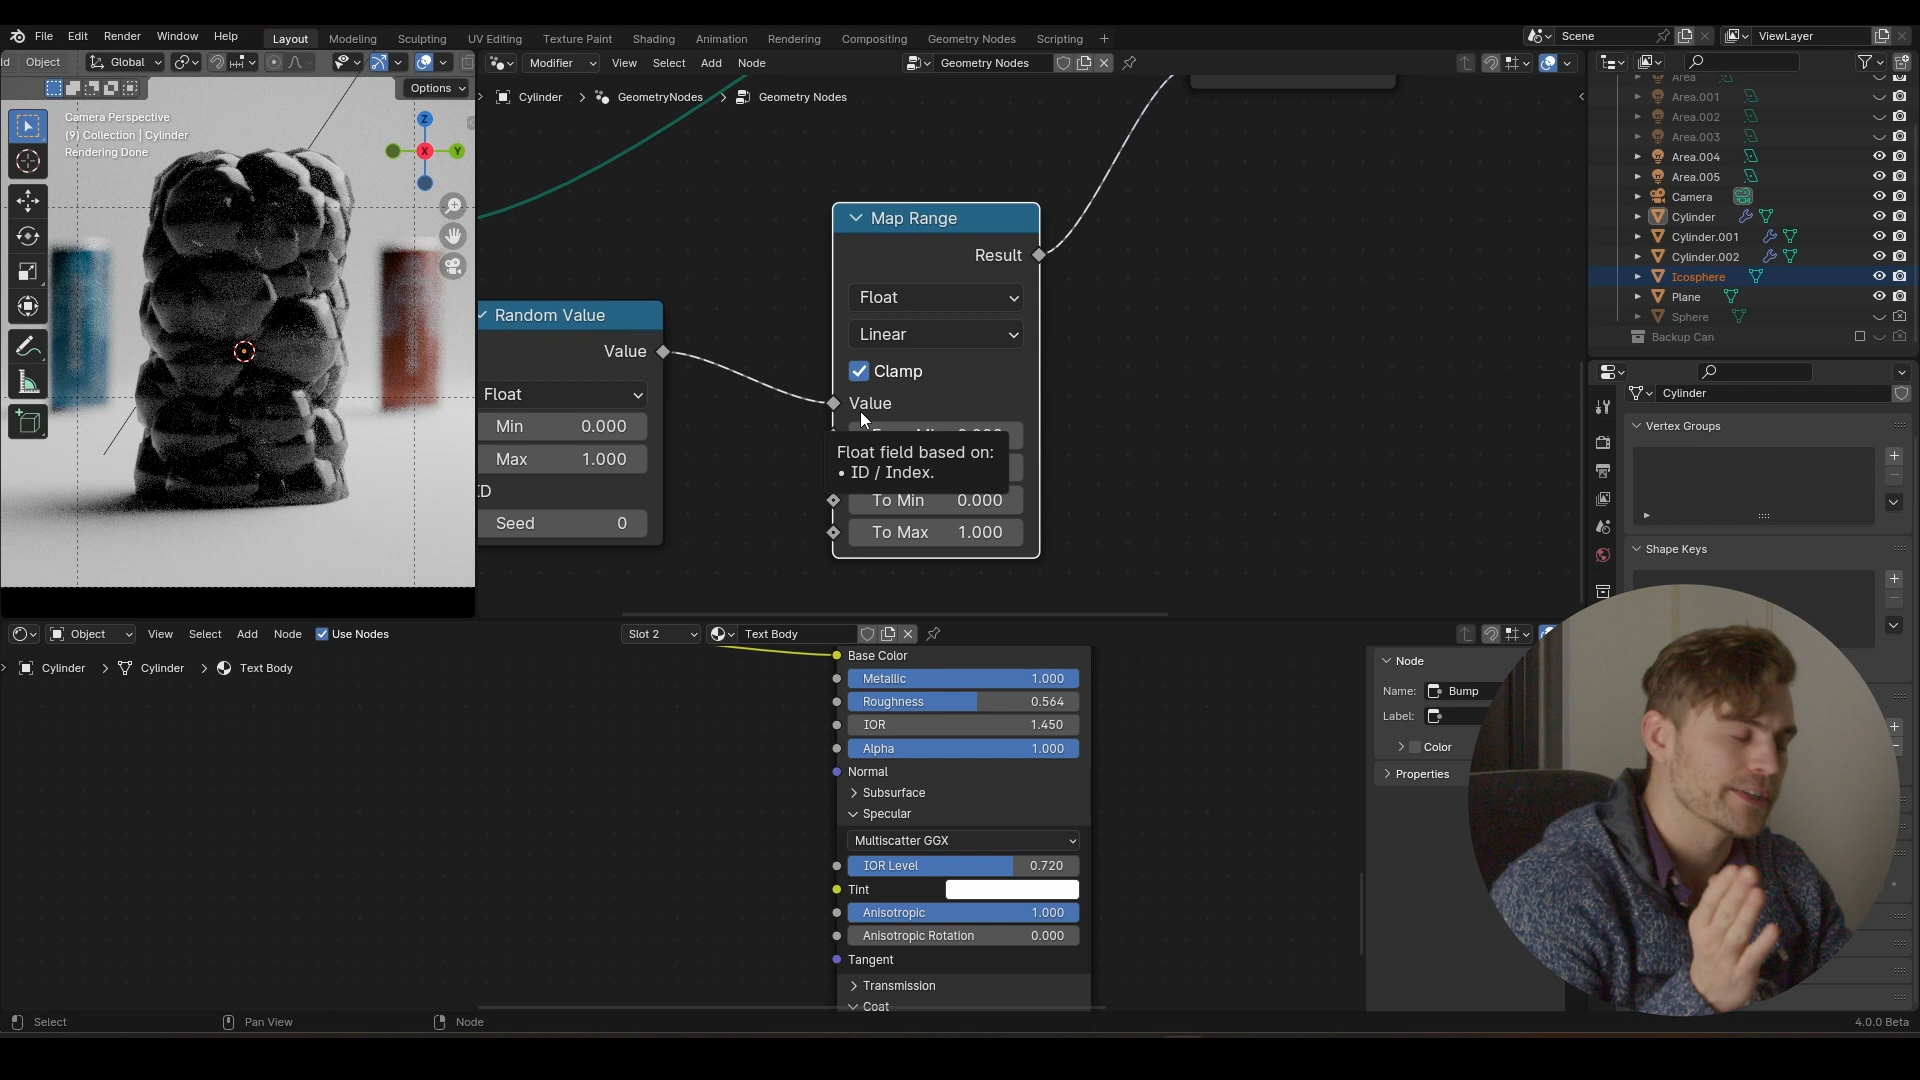 File Edit Render Window Help
Layout Modeling Sculpting UV Editing Texture Paint Shading Animation Rendering Compositing Geometry Nodes Scripting +
Scene
ViewLayer
Object
Global
Options
Camera Perspective
(9) Collection | Cylinder
Rendering Done
Z
X
Y
Modifier View Select Add Node
Geometry Nodes
Cylinder > GeometryNodes > Geometry Nodes
Random Value
Value
Float
Min 0.000
Max 1.000
Seed 0
Map Range
Result
Float
Linear
Clamp
Value
Float field based on:
• ID / Index.
To Min 0.000
To Max 1.000
Area
Area.001
Area.002
Area.003
Area.004
Area.005
Camera
Cylinder
Cylinder.001
Cylinder.002
Icosphere
Plane
Sphere
Backup Can
Cylinder
Vertex Groups
Shape Keys
Object View Select Add Node Use Nodes
Slot 2
Text Body
Cylinder > Cylinder > Text Body
Base Color
Metallic 1.000
Roughness 0.564
IOR 1.450
Alpha 1.000
Normal
Subsurface
Specular
Multiscatter GGX
IOR Level 0.720
Tint
Anisotropic 1.000
Anisotropic Rotation 0.000
Tangent
Transmission
Coat
Node
Name: Bump
Label:
Color
Properties
Select
Pan View
Node
4.0.0 Beta